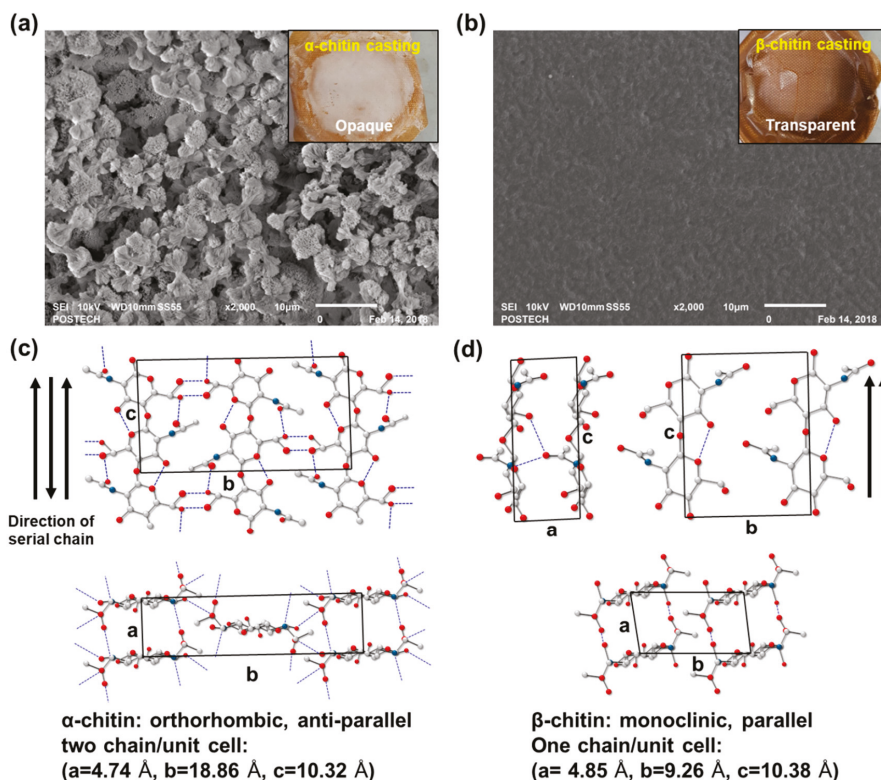 (a)
α-chitin casting
Opaque
SEI 10kV WD10mm SS55 x2,000 10μm
POSTECH 0 Feb 14, 2018
(b)
β-chitin casting
Transparent
SEI 10kV WD10mm SS55 x2,000 10μm
POSTECH 0 Feb 14, 2018
(c)
c
b
Direction of
serial chain
a
b
α-chitin: orthorhombic, anti-parallel
two chain/unit cell:
(a=4.74 Å, b=18.86 Å, c=10.32 Å)
(d)
c
a
c
b
a
b
β-chitin: monoclinic, parallel
One chain/unit cell:
(a= 4.85 Å, b=9.26 Å, c=10.38 Å)